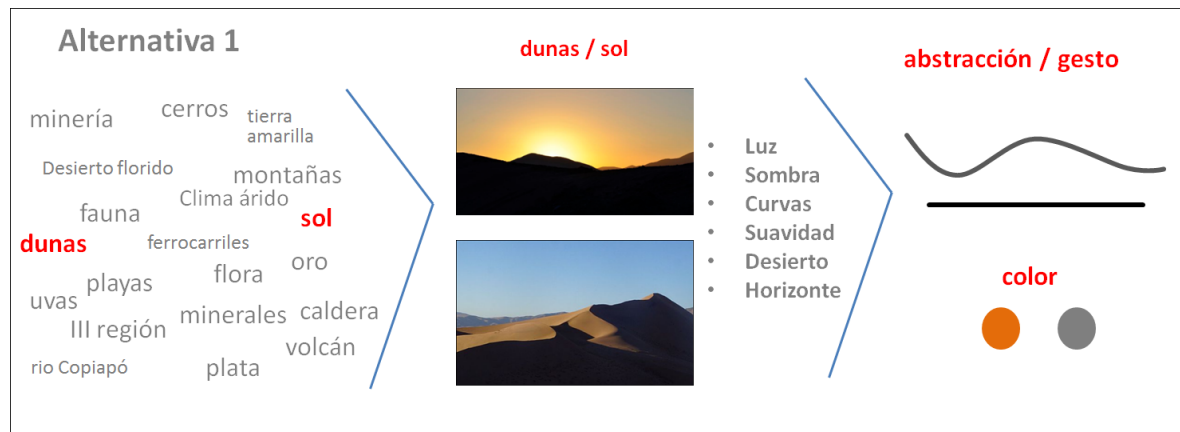 Alternativa 1
minería
cerros
tierra
amarilla
Desierto florido
montañas
Clima árido
fauna
sol
dunas
ferrocarriles
oro
playas
flora
uvas
minerales
caldera
III región
volcán
rio Copiapó
plata
dunas / sol
• Luz
• Sombra
• Curvas
• Suavidad
• Desierto
• Horizonte
abstracción / gesto
color